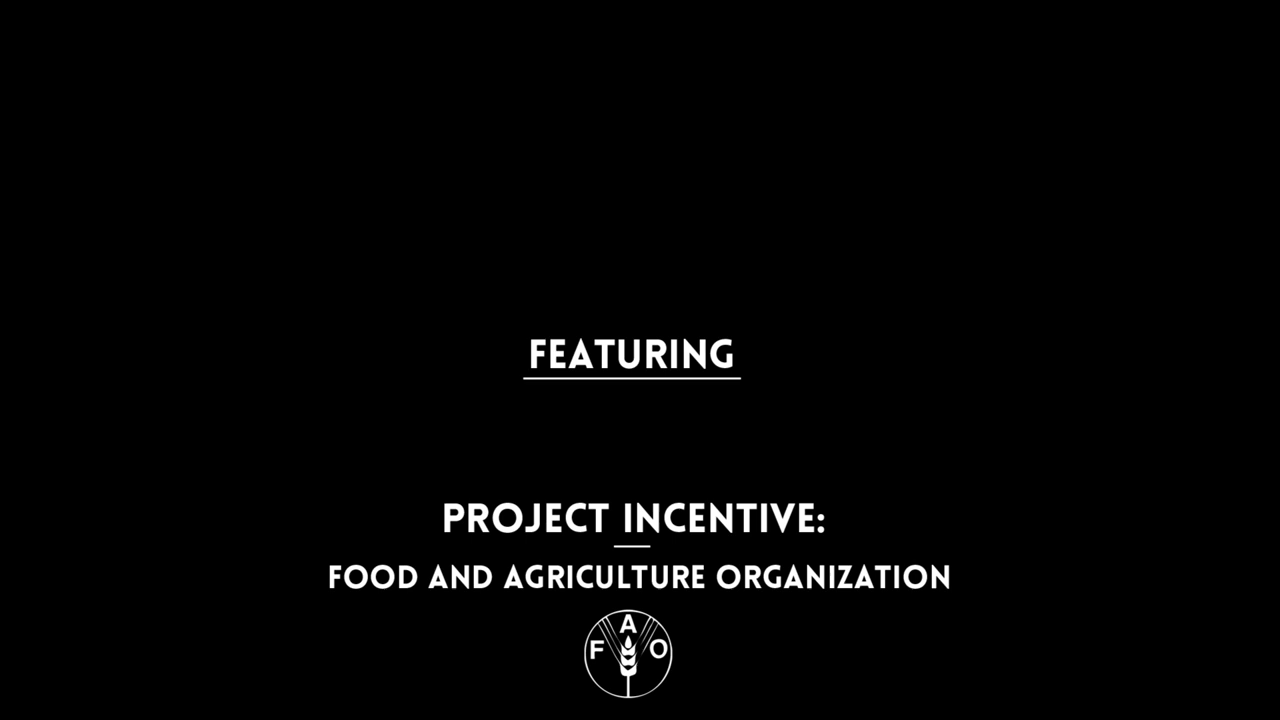 FEATURING
PROJECT INCENTIVE:
FOOD AND AGRICULTURE ORGANIZATION
F A O